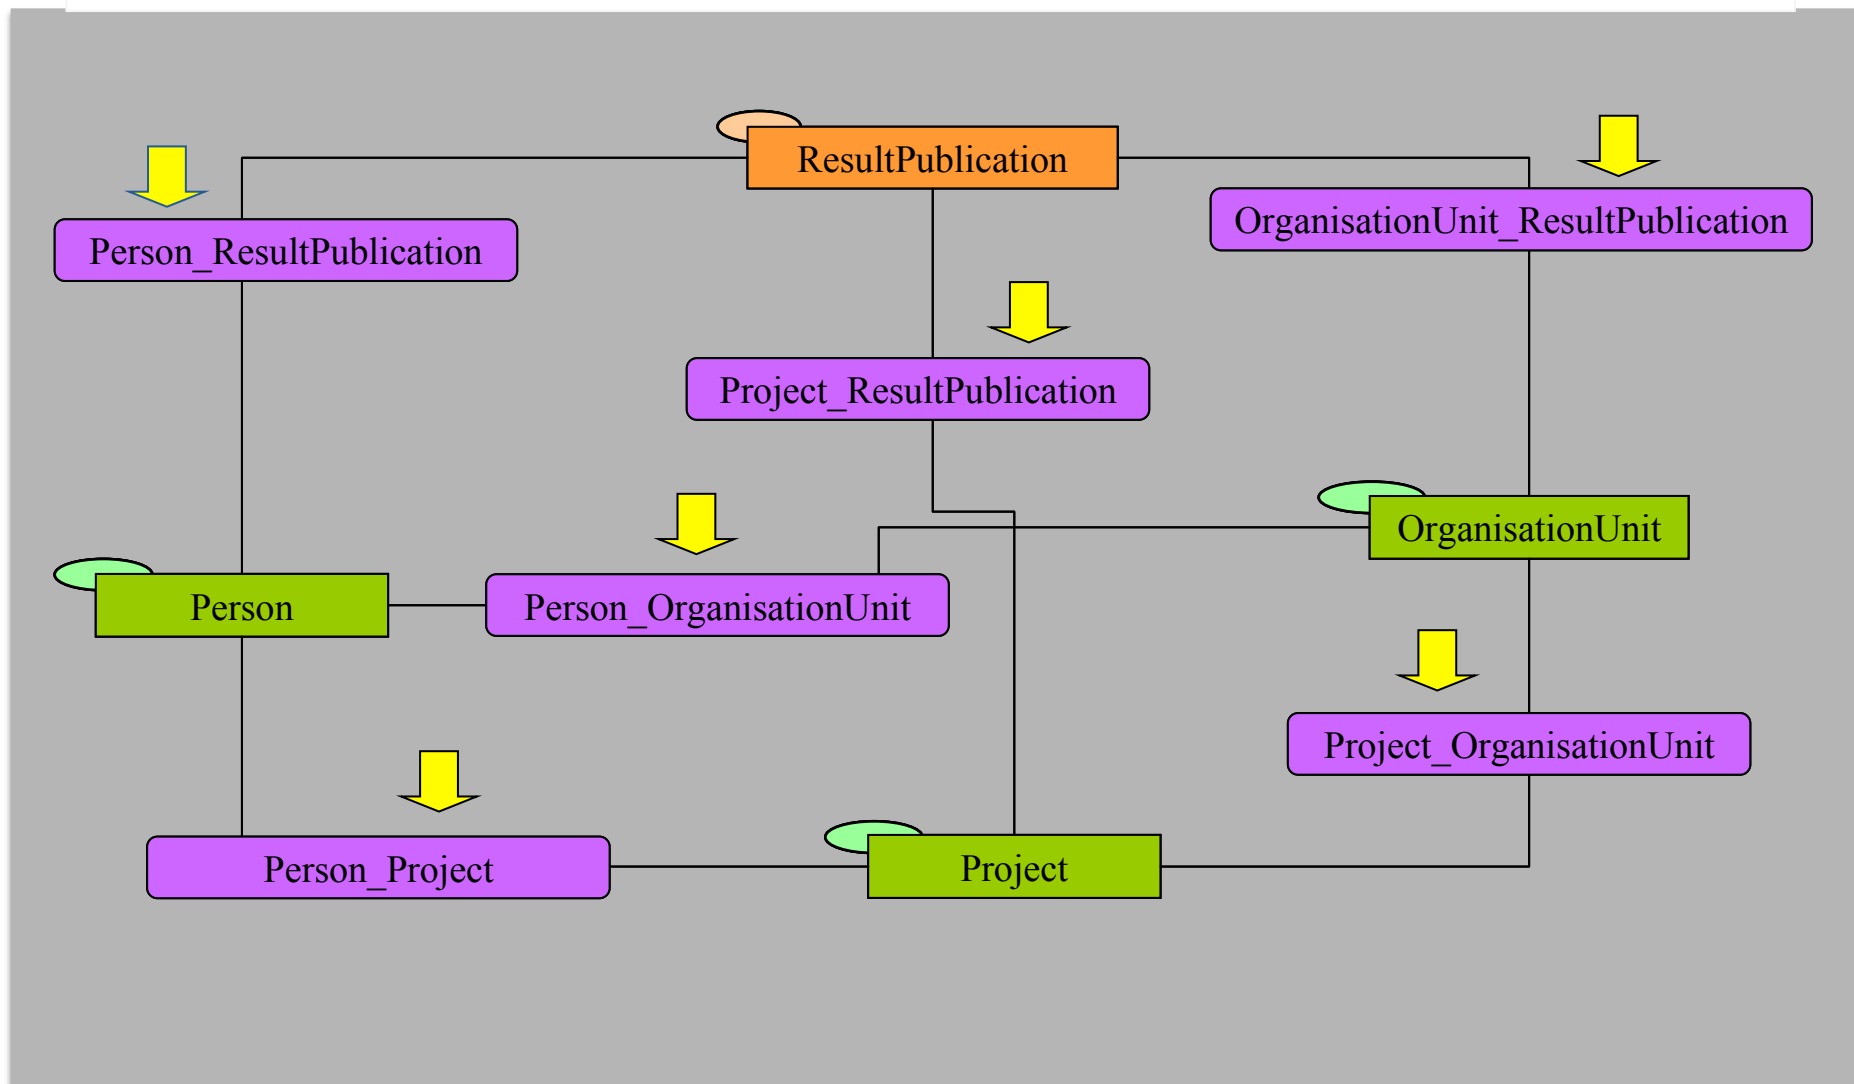 ResultPublication
OrganisationUnit_ResultPublication
Person_ResultPublication
Project_ResultPublication
OrganisationUnit
Person
Person_OrganisationUnit
Project_OrganisationUnit
Person_Project
Project